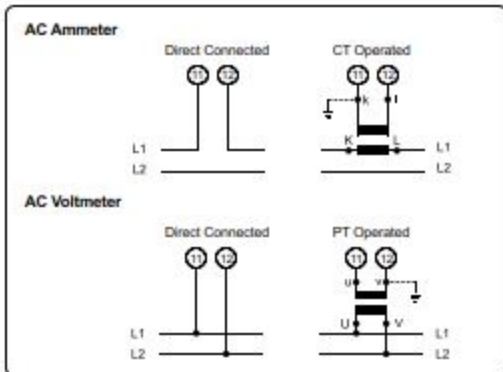 AC Ammeter
Direct Connected
CT Operated
11 12
11 12
k l
K L
L1
L1
L2
L2
AC Voltmeter
Direct Connected
PT Operated
11 12
11 12
u v
U V
L1
L1
L2
L2